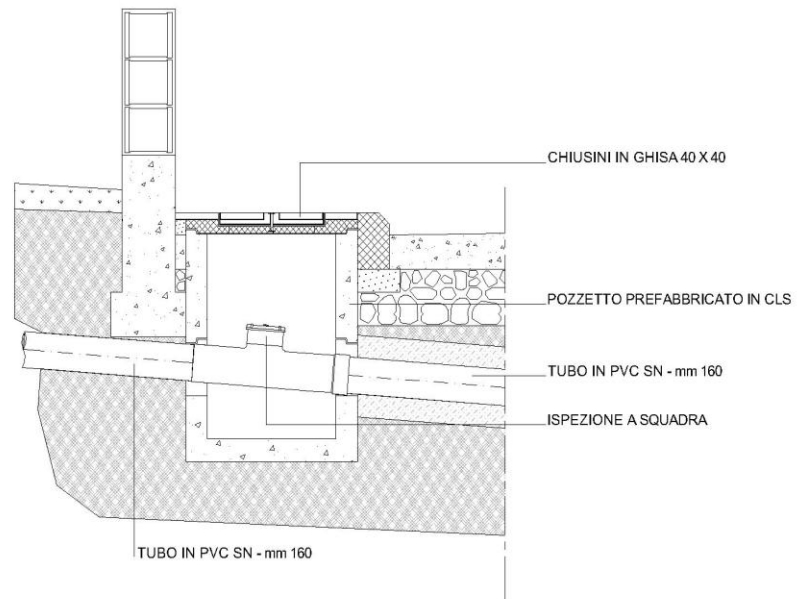 CHIUSINI IN GHISA 40 X 40
POZZETTO PREFABBRICATO IN CLS
TUBO IN PVC SN - mm 160
ISPEZIONE A SQUADRA
TUBO IN PVC SN - mm 160